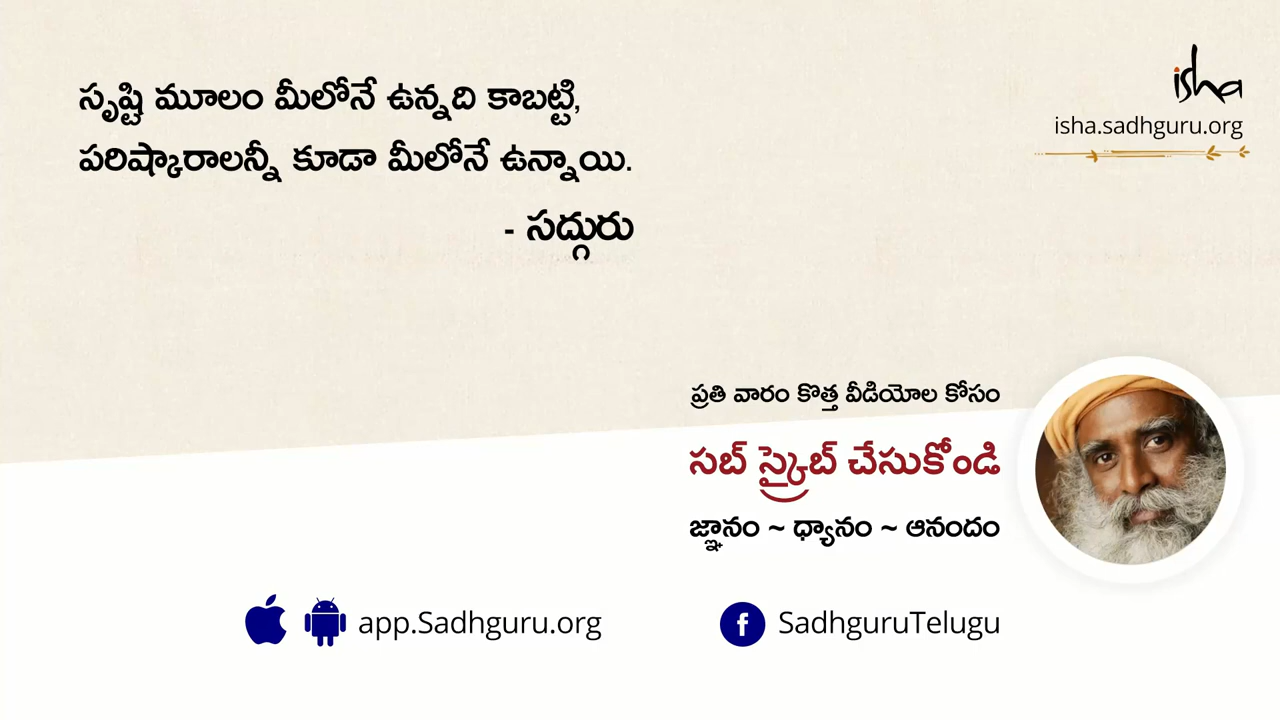 సృష్టి మూలం మీలోనే ఉన్నది కాబట్టి,
పరిష్కారాలన్నీ కూడా మీలోనే ఉన్నాయి.
- సద్గురు
isha
isha.sadhguru.org
ప్రతి వారం కొత్త వీడియోల కోసం
సబ్ స్క్రైబ్ చేసుకోండి
జ్ఞానం ~ ధ్యానం ~ ఆనందం
app.Sadhguru.org
f SadhguruTelugu